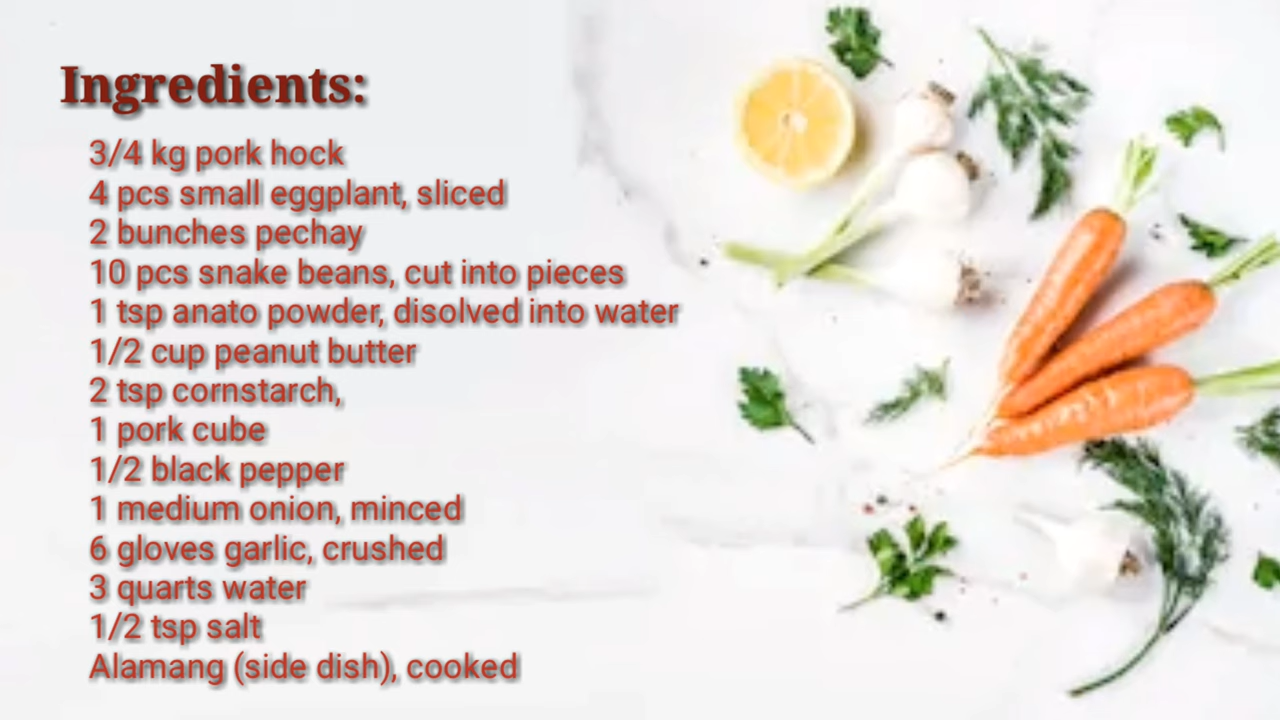 Ingredients:
3/4 kg pork hock
4 pcs small eggplant, sliced
2 bunches pechay
10 pcs snake beans, cut into pieces
1 tsp anato powder, disolved into water
1/2 cup peanut butter
2 tsp cornstarch,
1 pork cube
1/2 black pepper
1 medium onion, minced
6 gloves garlic, crushed
3 quarts water
1/2 tsp salt
Alamang (side dish), cooked